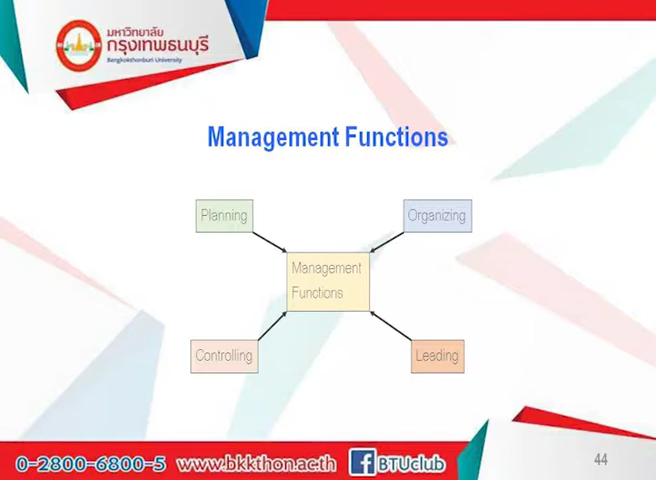 มหาวิทยาลัย
กรุงเทพธนบุรี
Bangkokthonburi University
Management Functions
Planning
Organizing
Management
Functions
Controlling
Leading
0-2800-6800-5 www.bkkthon.ac.th f BTUclub
44